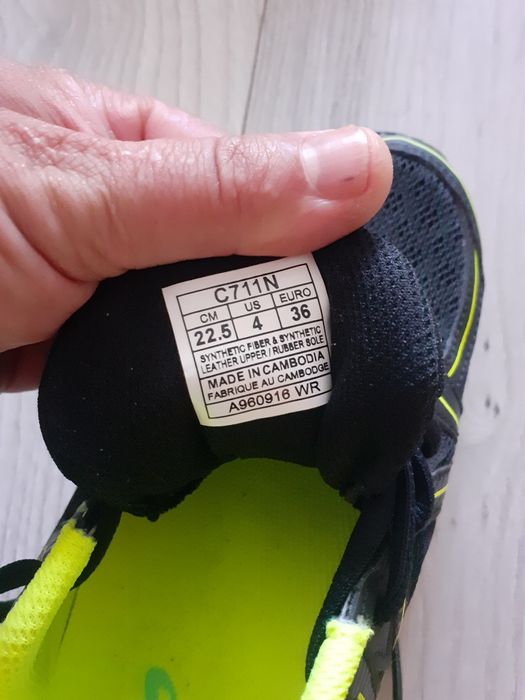 C711N
CM US EURO
22.5 4 36
SYNTHETIC FIBER & SYNTHETIC
LEATHER UPPER / RUBBER SOLE
MADE IN CAMBODIA
FABRIQUE AU CAMBODGE
A960916 WR